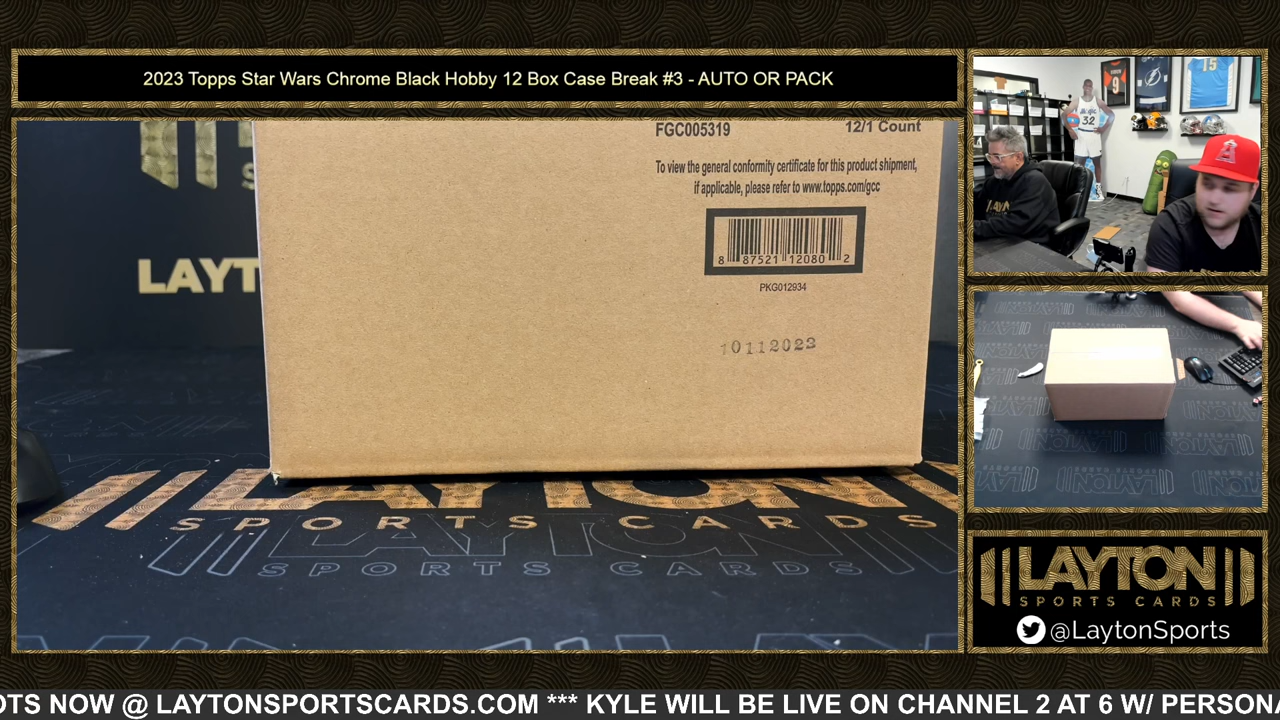 2023 Topps Star Wars Chrome Black Hobby 12 Box Case Break #3 - AUTO OR PACK
FGC005319
12/1 Count
To view the general conformity certificate for this product shipment,
if applicable, please refer to www.topps.com/gcc
8 87521 12080 2
PKG012934
10112023
LAYT
LAYTON
SPORTS CARDS
LAYTON
SPORTS CARDS
9
15
32
LAYTON
SPORTS CARDS
@LaytonSports
OTS NOW @ LAYTONSPORTSCARDS.COM *** KYLE WILL BE LIVE ON CHANNEL 2 AT 6 W/ PERSONA